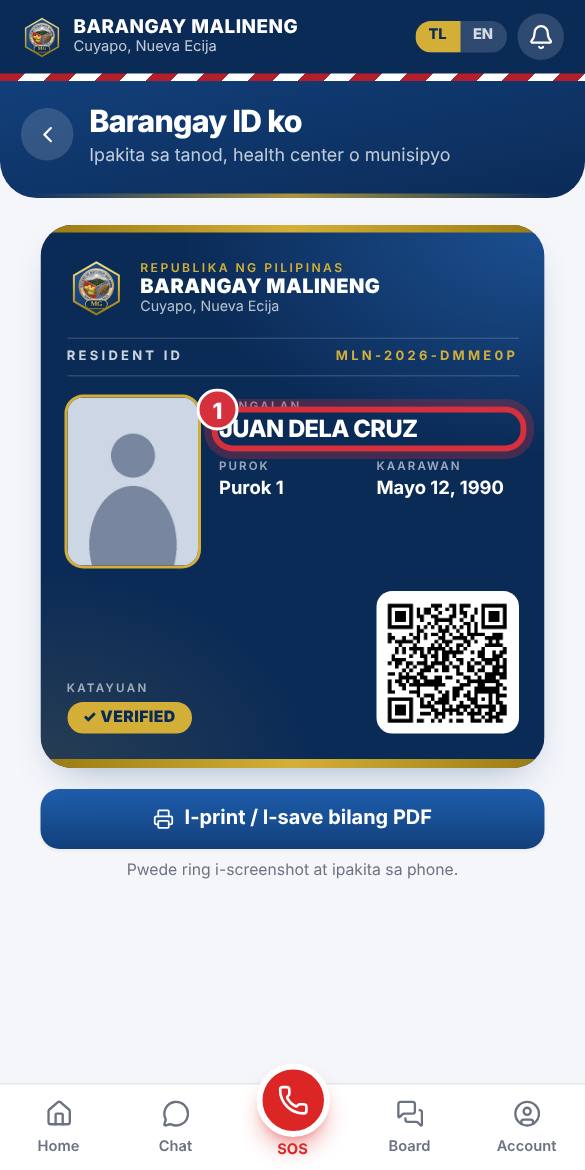 BARANGAY MALINENG
Cuyapo, Nueva Ecija
TL EN
Barangay ID ko
Ipakita sa tanod, health center o munisipyo
REPUBLIKA NG PILIPINAS
BARANGAY MALINENG
Cuyapo, Nueva Ecija
RESIDENT ID MLN-2026-DMME0P
1
JUAN DELA CRUZ
PUROK KAARAWAN
Purok 1 Mayo 12, 1990
KATAYUAN
VERIFIED
I-print / I-save bilang PDF
Pwede ring i-screenshot at ipakita sa phone.
Home Chat SOS Board Account